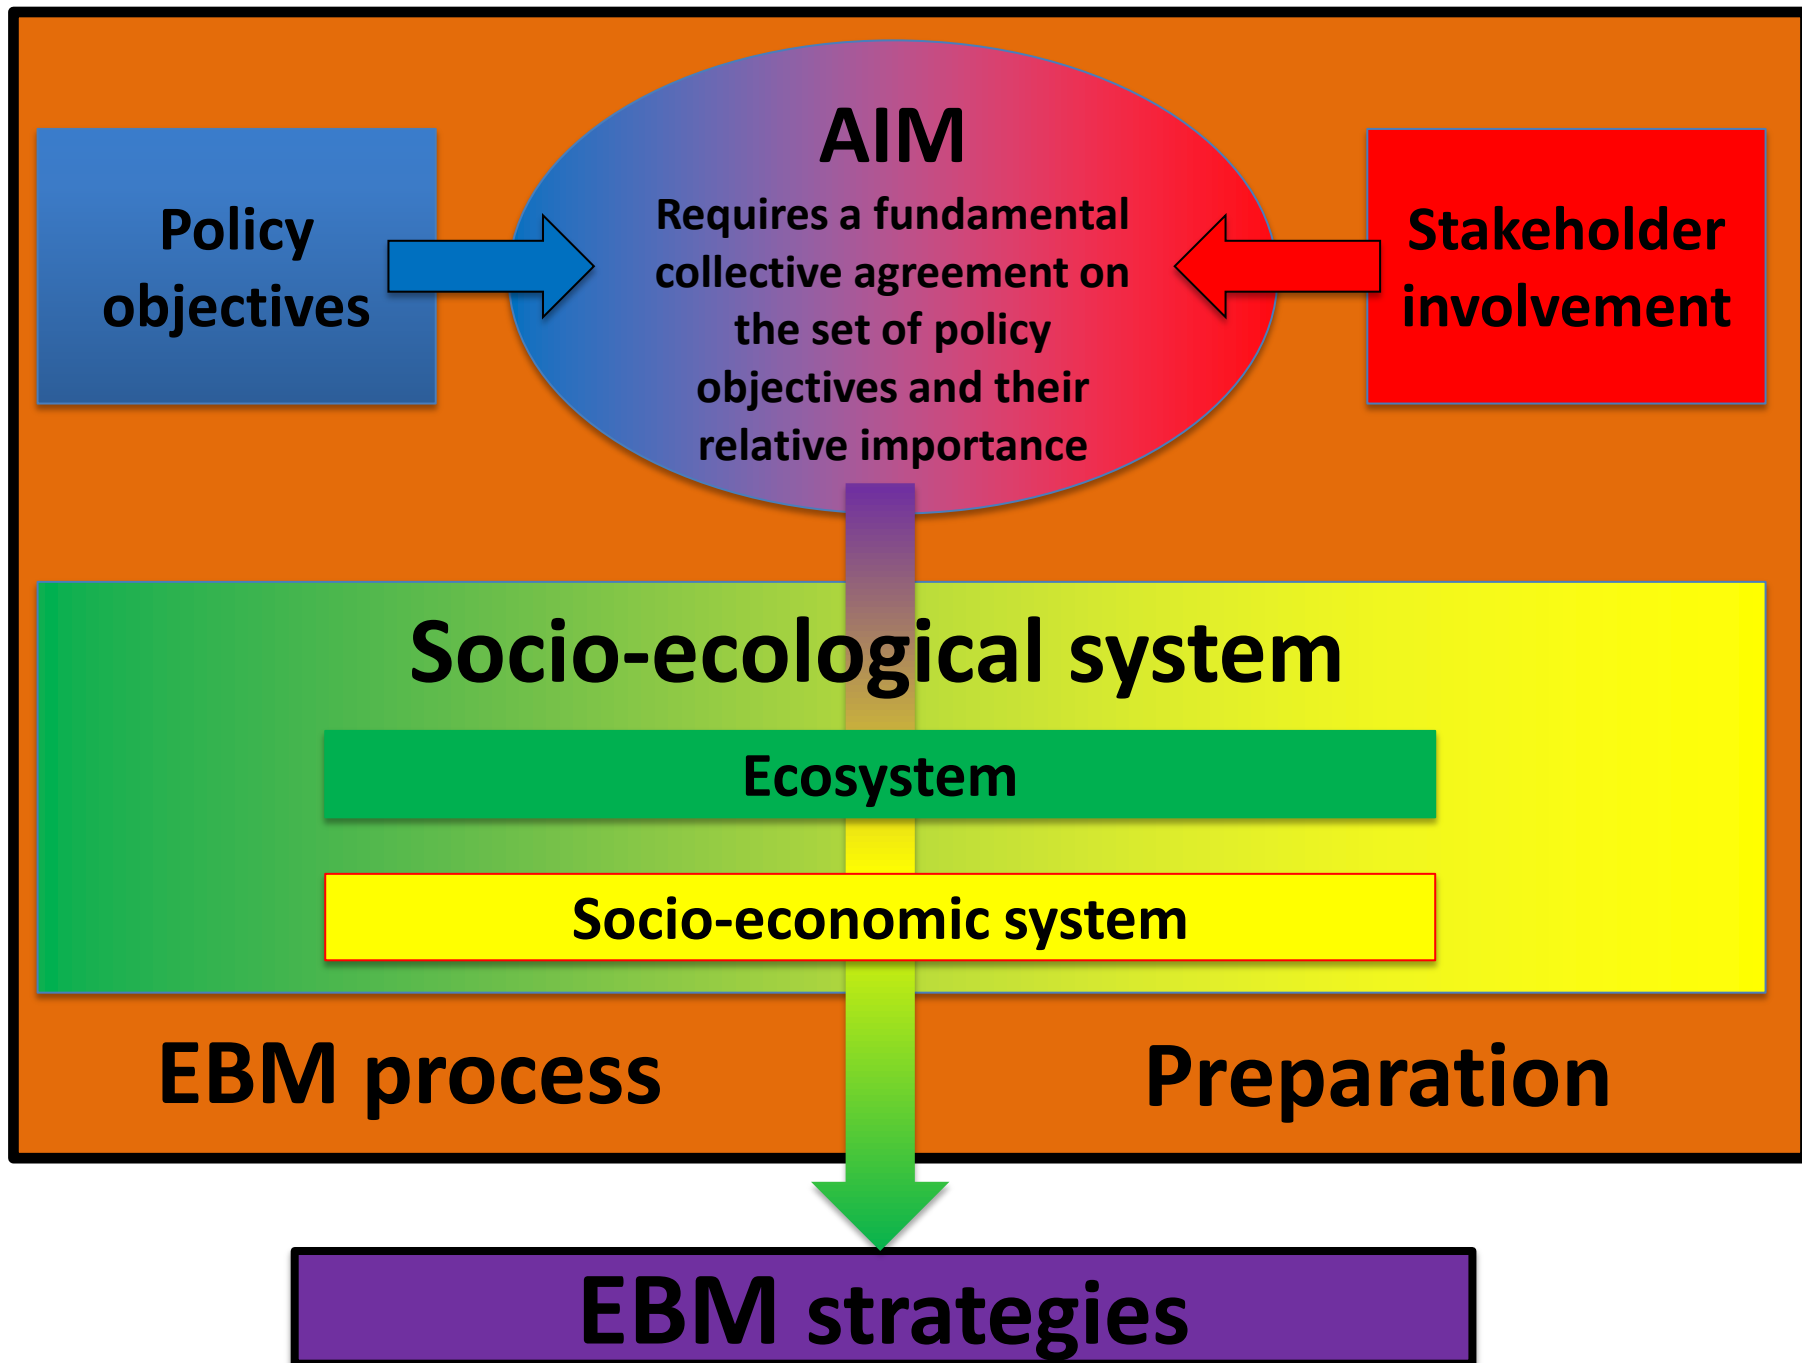 AIM
Requires a fundamental
collective agreement on
the set of policy
objectives and their
relative importance
Policy
objectives
Stakeholder
involvement
Socio-ecological system
Ecosystem
Socio-economic system
EBM process
Preparation
EBM strategies